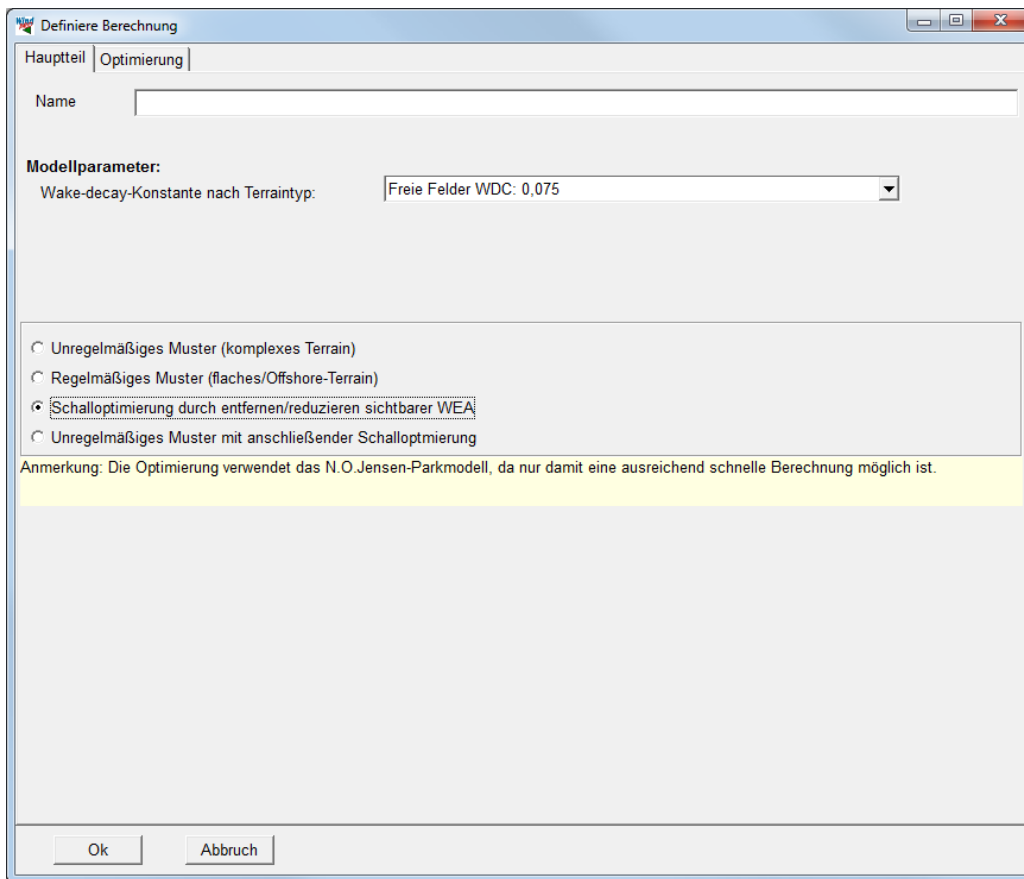 Wind
Definiere Berechnung
Hauptteil Optimierung
Name
Modellparameter:
Wake-decay-Konstante nach Terraintyp: Freie Felder WDC: 0,075
Unregelmäßiges Muster (komplexes Terrain)
Regelmäßiges Muster (flaches/Offshore-Terrain)
Schalloptimierung durch entfernen/reduzieren sichtbarer WEA
Unregelmäßiges Muster mit anschließender Schalloptmierung
Anmerkung: Die Optimierung verwendet das N.O.Jensen-Parkmodell, da nur damit eine ausreichend schnelle Berechnung möglich ist.
Ok Abbruch